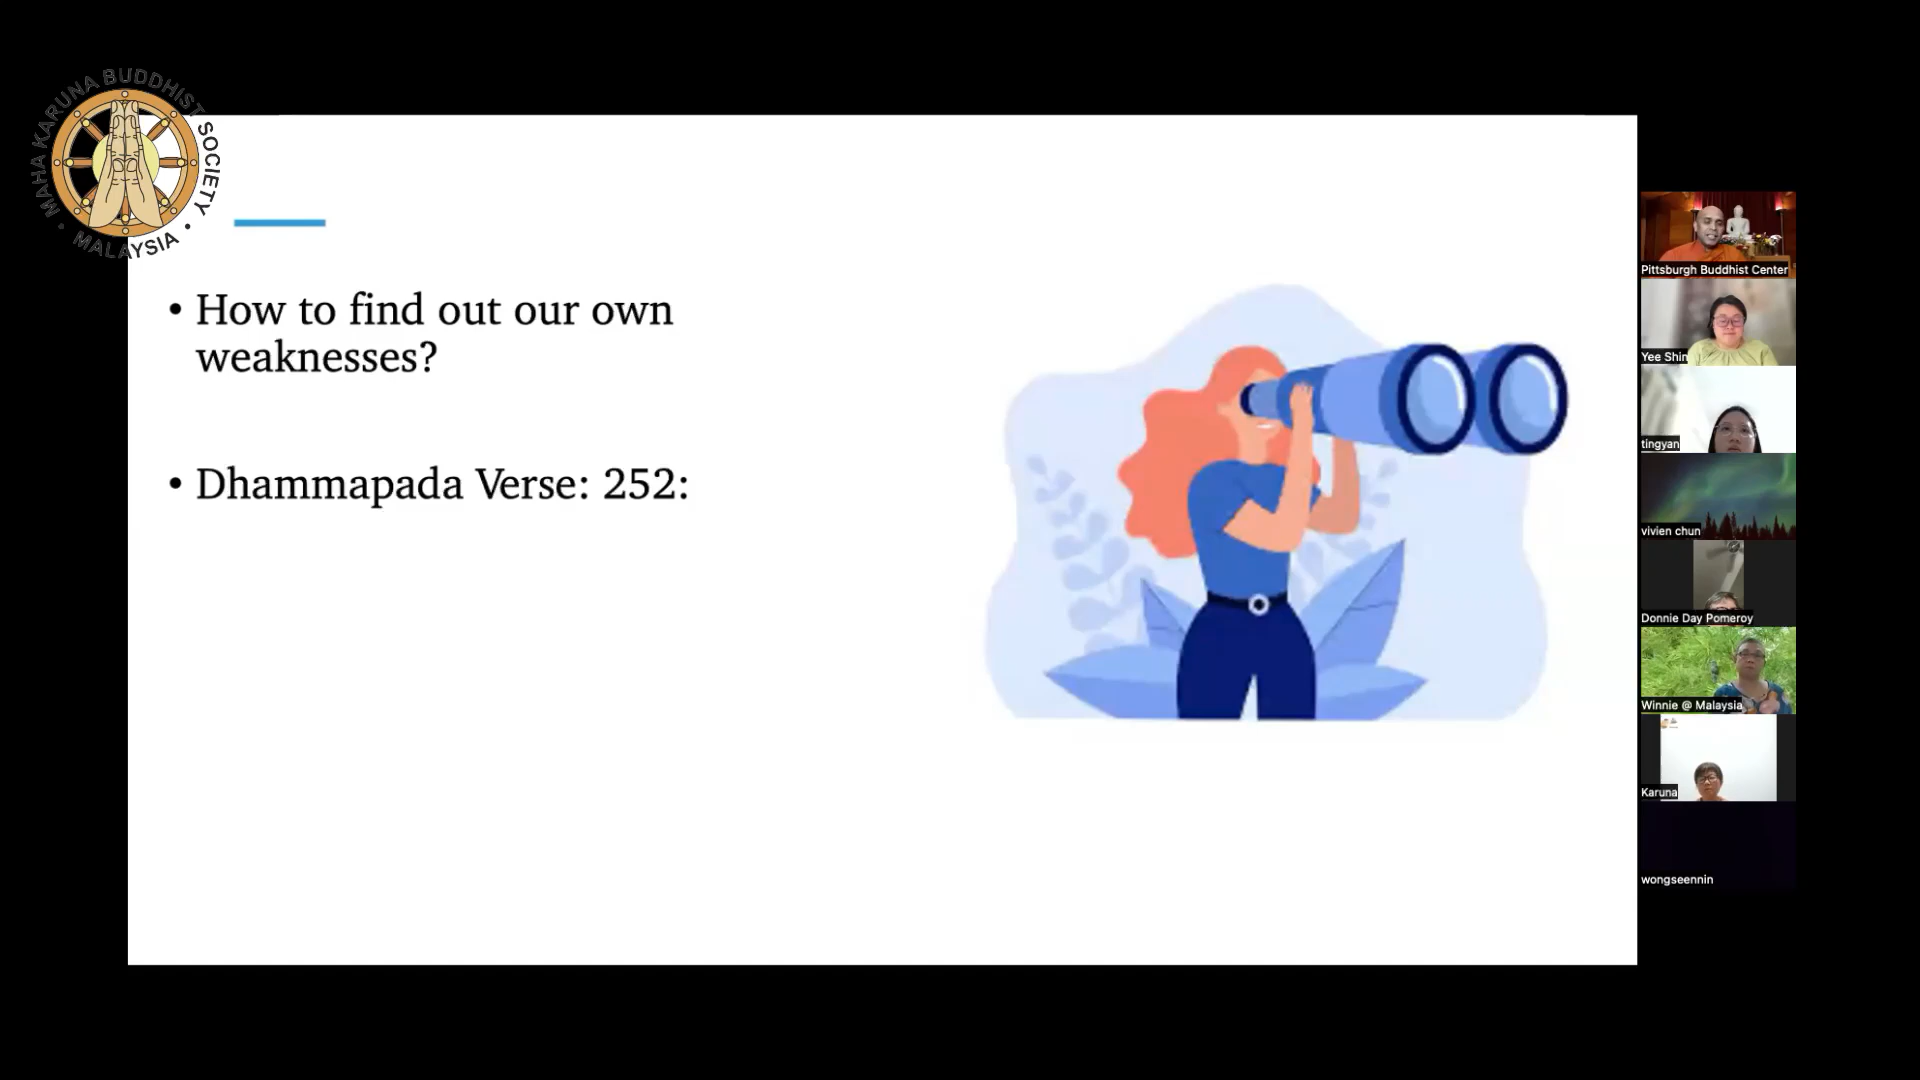 MAHA KARUNA BUDDHIST SOCIETY
• MALAYSIA •
• How to find out our own
weaknesses?
• Dhammapada Verse: 252:
Pittsburgh Buddhist Center
Yee Shin
tingyan
vivien chun
Donnie Day Pomeroy
Winnie @ Malaysia
Karuna
wongseennin